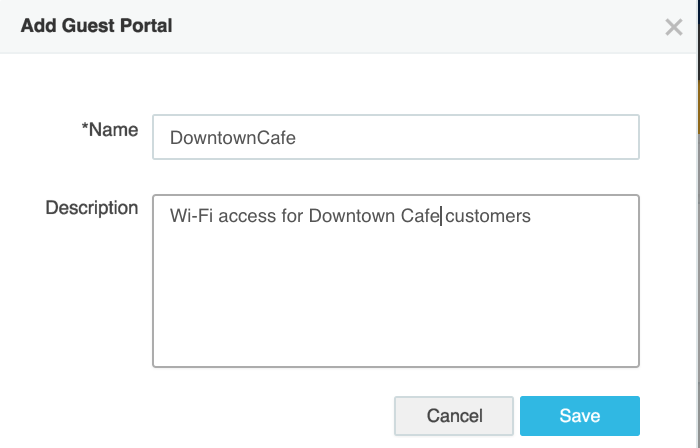 Add Guest Portal
*Name
DowntownCafe
Description
Wi-Fi access for Downtown Cafe customers
Cancel
Save